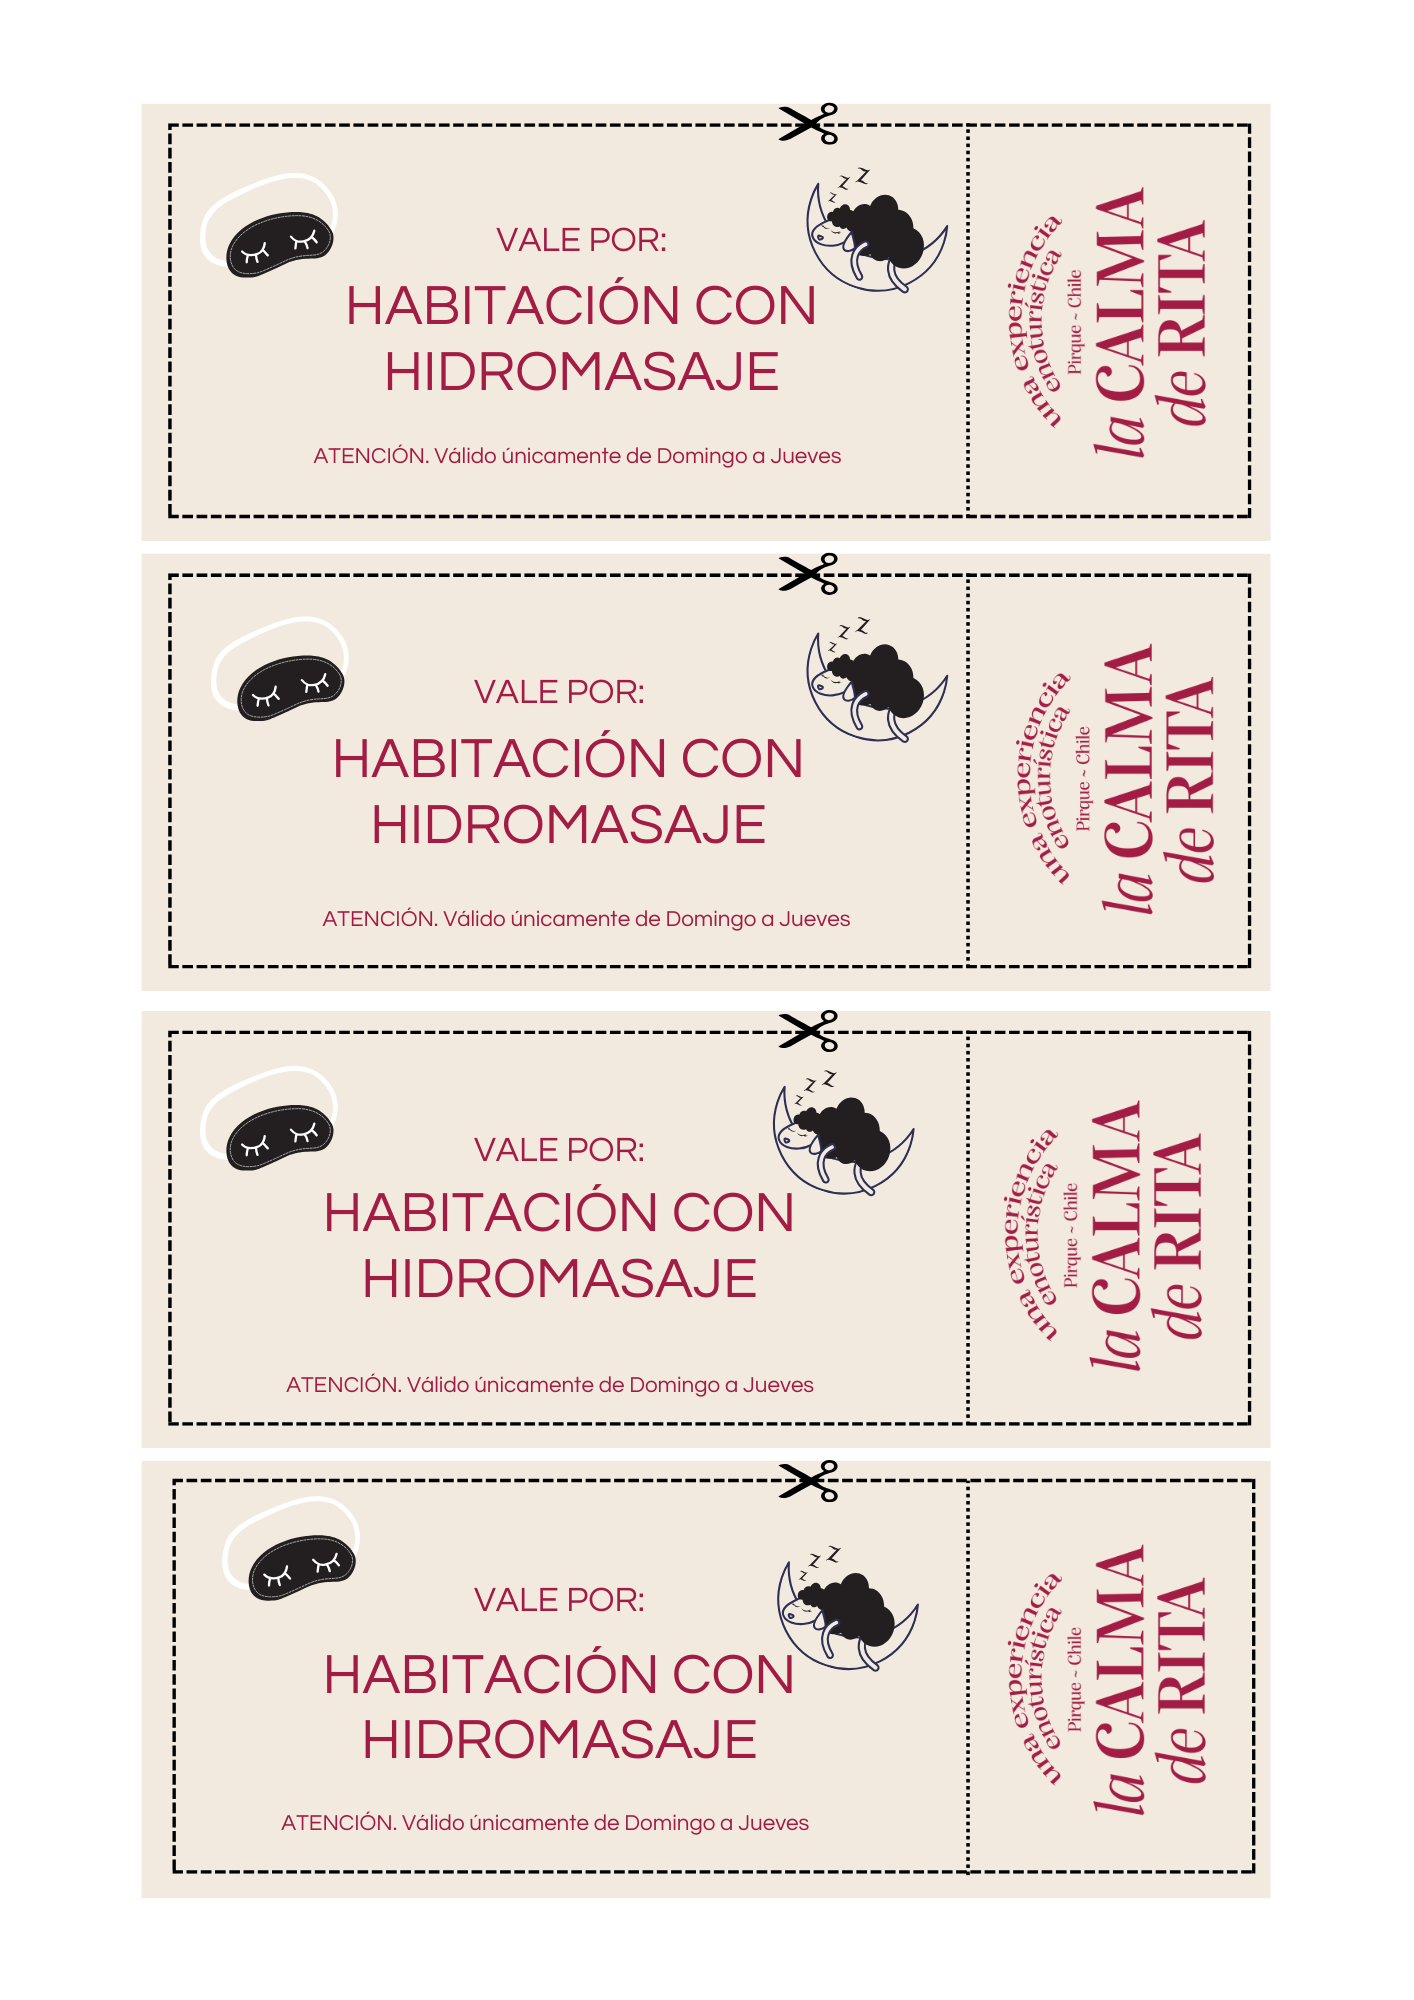 VALE POR:
HABITACIÓN CON
HIDROMASAJE
ATENCIÓN. Válido únicamente de Domingo a Jueves
una experiencia
enoturística
Pirque ~ Chile
la CALMA
de RITA
VALE POR:
HABITACIÓN CON
HIDROMASAJE
ATENCIÓN. Válido únicamente de Domingo a Jueves
una experiencia
enoturística
Pirque ~ Chile
la CALMA
de RITA
VALE POR:
HABITACIÓN CON
HIDROMASAJE
ATENCIÓN. Válido únicamente de Domingo a Jueves
una experiencia
enoturística
Pirque ~ Chile
la CALMA
de RITA
VALE POR:
HABITACIÓN CON
HIDROMASAJE
ATENCIÓN. Válido únicamente de Domingo a Jueves
una experiencia
enoturística
Pirque ~ Chile
la CALMA
de RITA